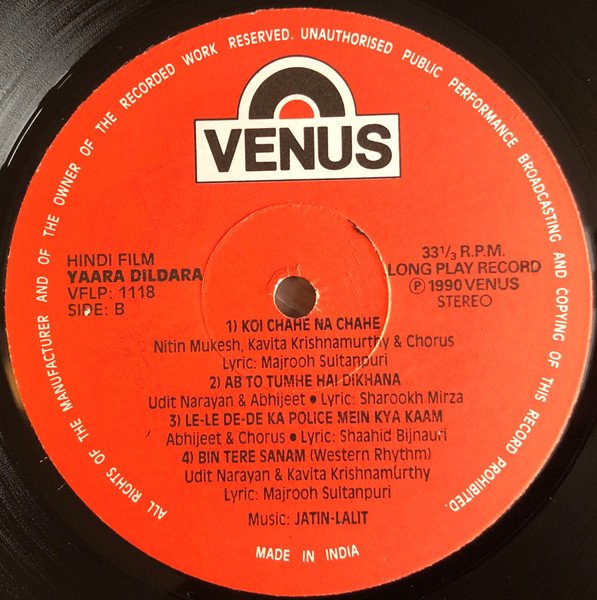 ALL RIGHTS OF THE MANUFACTURER AND OF THE OWNER OF THE RECORDED WORK RESERVED. UNAUTHORISED PUBLIC PERFORMANCE BROADCASTING AND COPYING OF THIS RECORD PROHIBITED.
VENUS
HINDI FILM
YAARA DILDARA
VFLP: 1118
SIDE: B
33 1/3 R.P.M.
LONG PLAY RECORD
℗ 1990 VENUS
STEREO
1) KOI CHAHE NA CHAHE
Nitin Mukesh, Kavita Krishnamurthy & Chorus
Lyric: Majrooh Sultanpuri
2) AB TO TUMHE HAI DIKHANA
Udit Narayan & Abhijeet ● Lyric: Sharookh Mirza
3) LE-LE DE-DE KA POLICE MEIN KYA KAAM
Abhijeet & Chorus ● Lyric: Shaahid Bijnauri
4) BIN TERE SANAM (Western Rhythm)
Udit Narayan & Kavita Krishnamurthy
Lyric: Majrooh Sultanpuri
Music: JATIN-LALIT
MADE IN INDIA